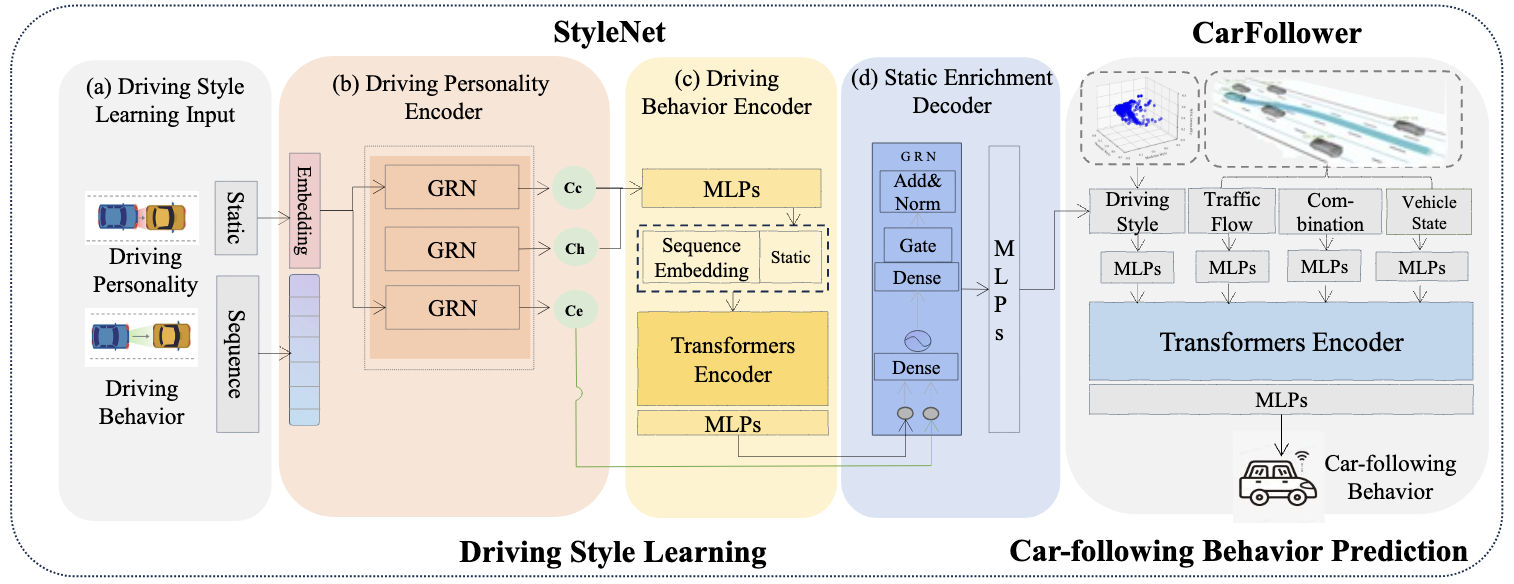 StyleNet
CarFollower
(a) Driving Style
Learning Input
Static
Driving
Personality
Sequence
Driving
Behavior
(b) Driving Personality
Encoder
Embedding
GRN
GRN
GRN
Cc
Ch
Ce
(c) Driving
Behavior Encoder
MLPs
Sequence
Embedding
Static
Transformers
Encoder
MLPs
(d) Static Enrichment
Decoder
GRN
Add&
Norm
Gate
Dense
Dense
MLPs
Driving
Style
Traffic
Flow
Com-
bination
Vehicle
State
MLPs
MLPs
MLPs
MLPs
Transformers Encoder
MLPs
Car-following
Behavior
Driving Style Learning
Car-following Behavior Prediction